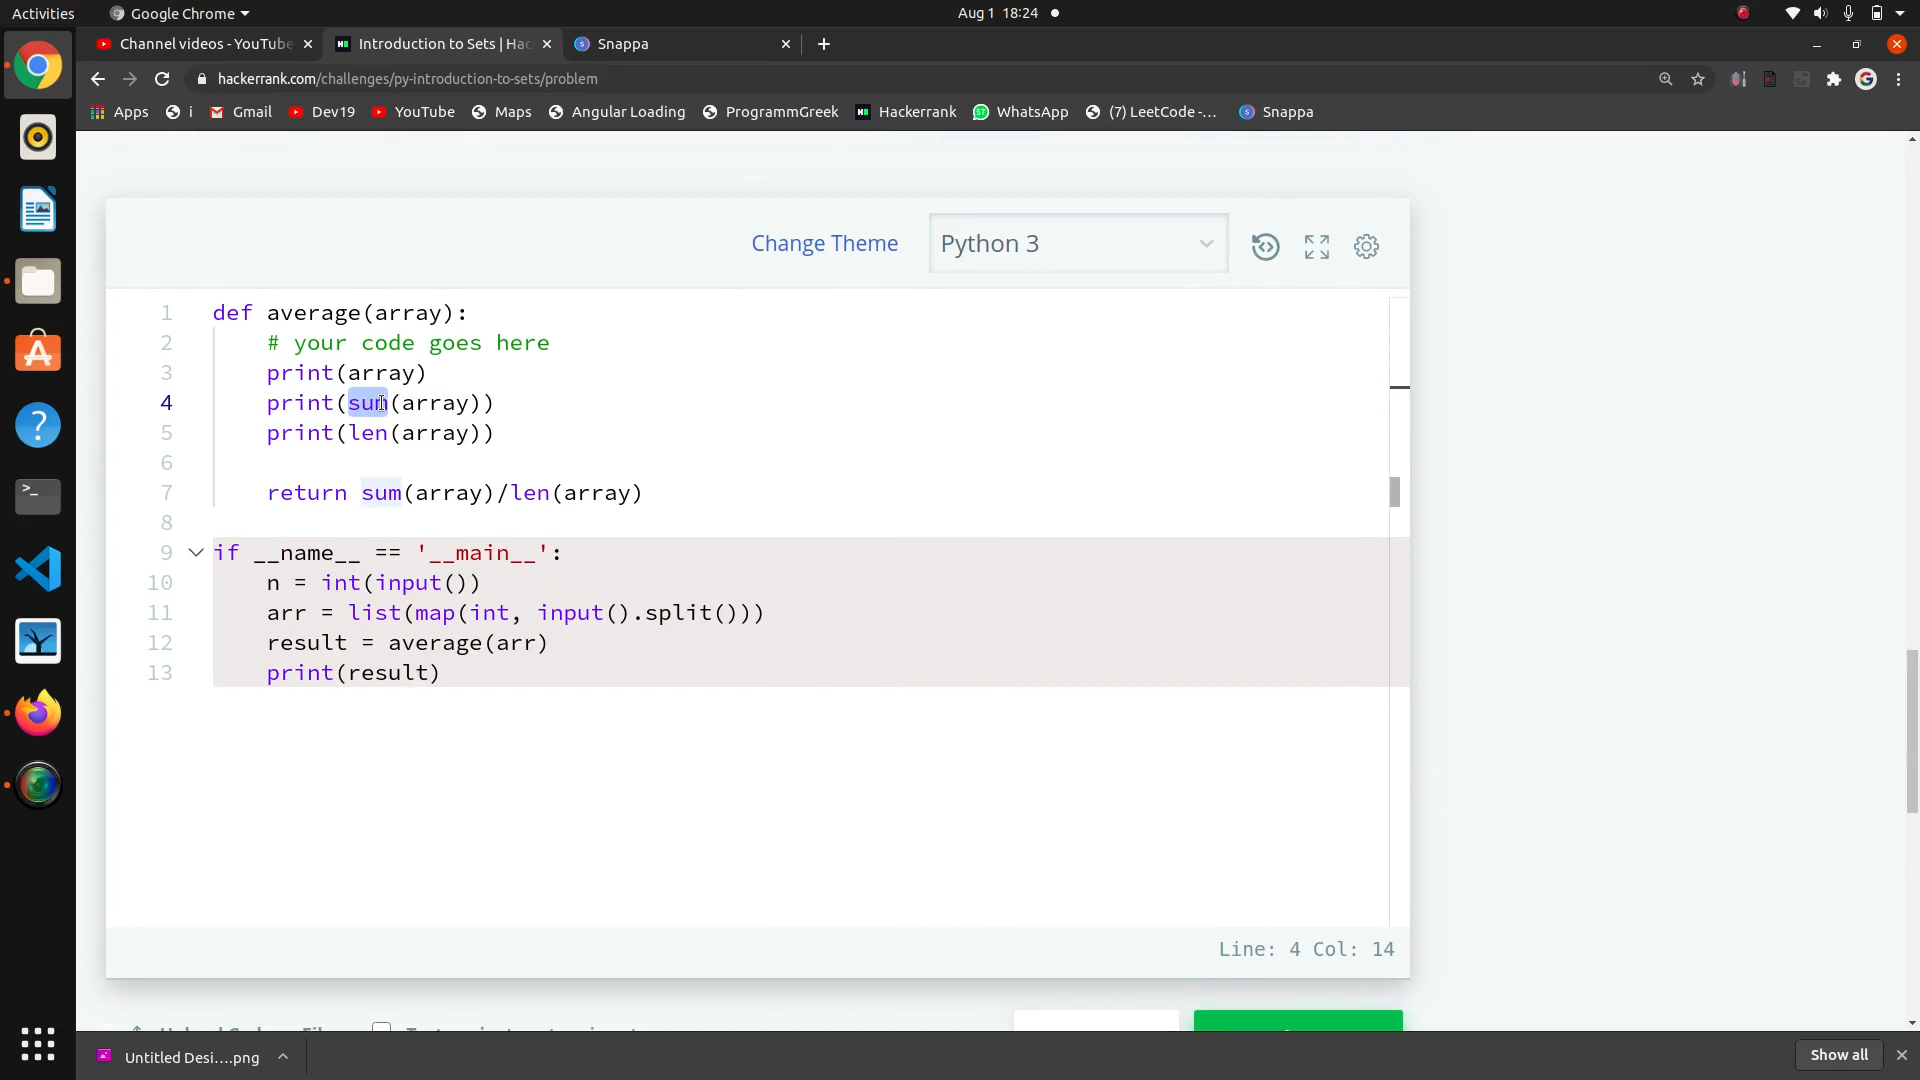 Activities
Google Chrome
Aug 1 18:24
Channel videos - YouTube
Introduction to Sets | Hac
Snappa
hackerrank.com/challenges/py-introduction-to-sets/problem
Apps
i
Gmail
Dev19
YouTube
Maps
Angular Loading
ProgrammGreek
Hackerrank
WhatsApp
(7) LeetCode -...
Snappa
Change Theme
Python 3
1 def average(array):
2 # your code goes here
3 print(array)
4 print(sum(array))
5 print(len(array))
6
7 return sum(array)/len(array)
8
9 if __name__ == '__main__':
10 n = int(input())
11 arr = list(map(int, input().split()))
12 result = average(arr)
13 print(result)
Line: 4 Col: 14
Untitled Desi....png
Show all